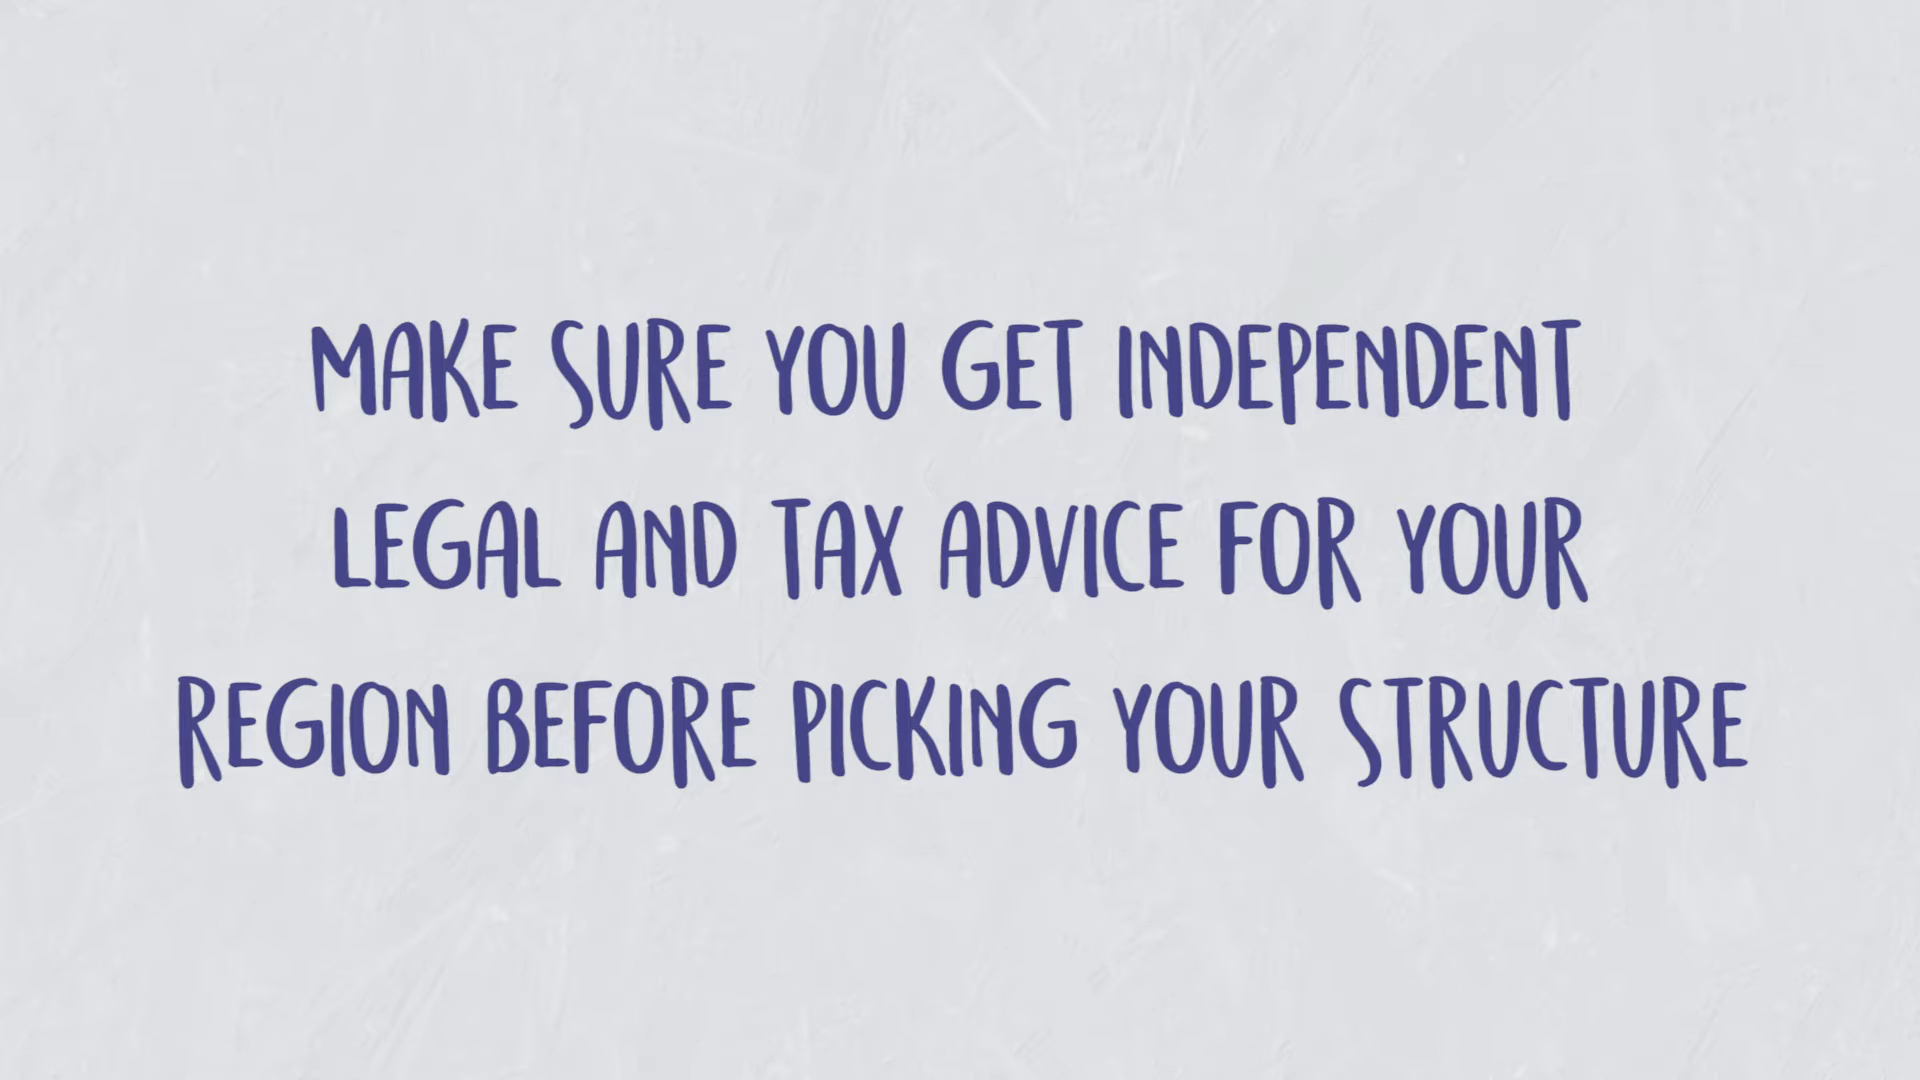 MAKE SURE YOU GET INDEPENDENT
LEGAL AND TAX ADVICE FOR YOUR
REGION BEFORE PICKING YOUR STRUCTURE